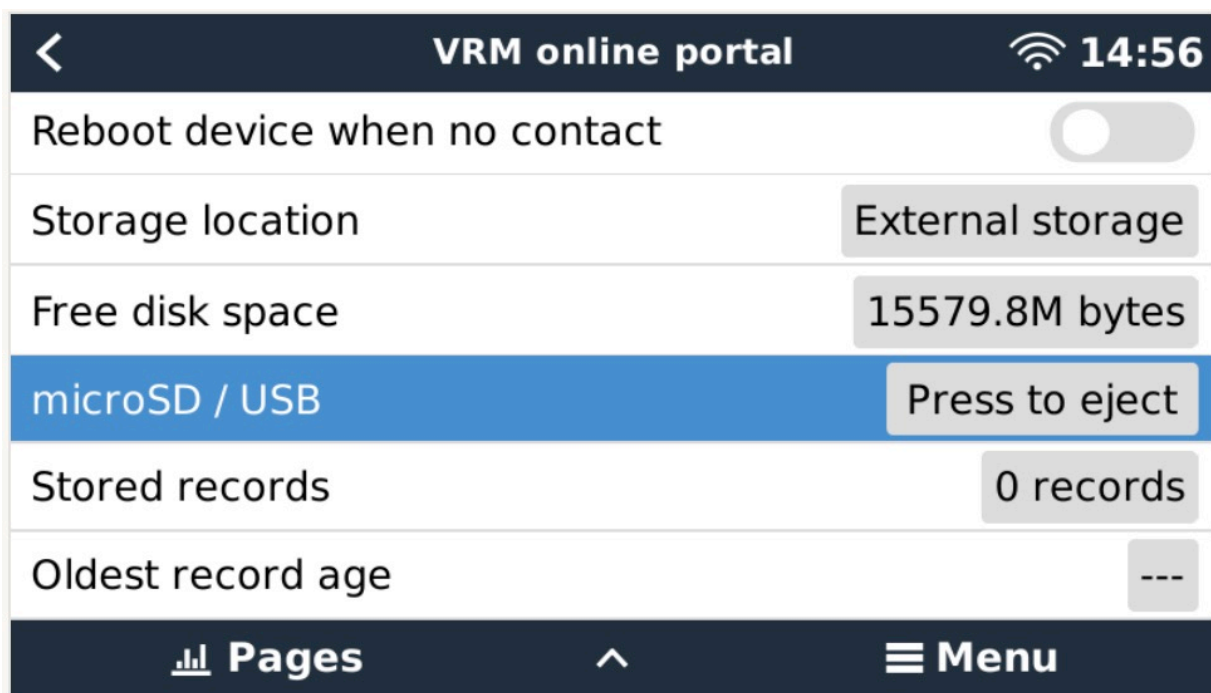 VRM online portal 14:56
Reboot device when no contact
Storage location External storage
Free disk space 15579.8M bytes
microSD / USB Press to eject
Stored records 0 records
Oldest record age ---
Pages Menu